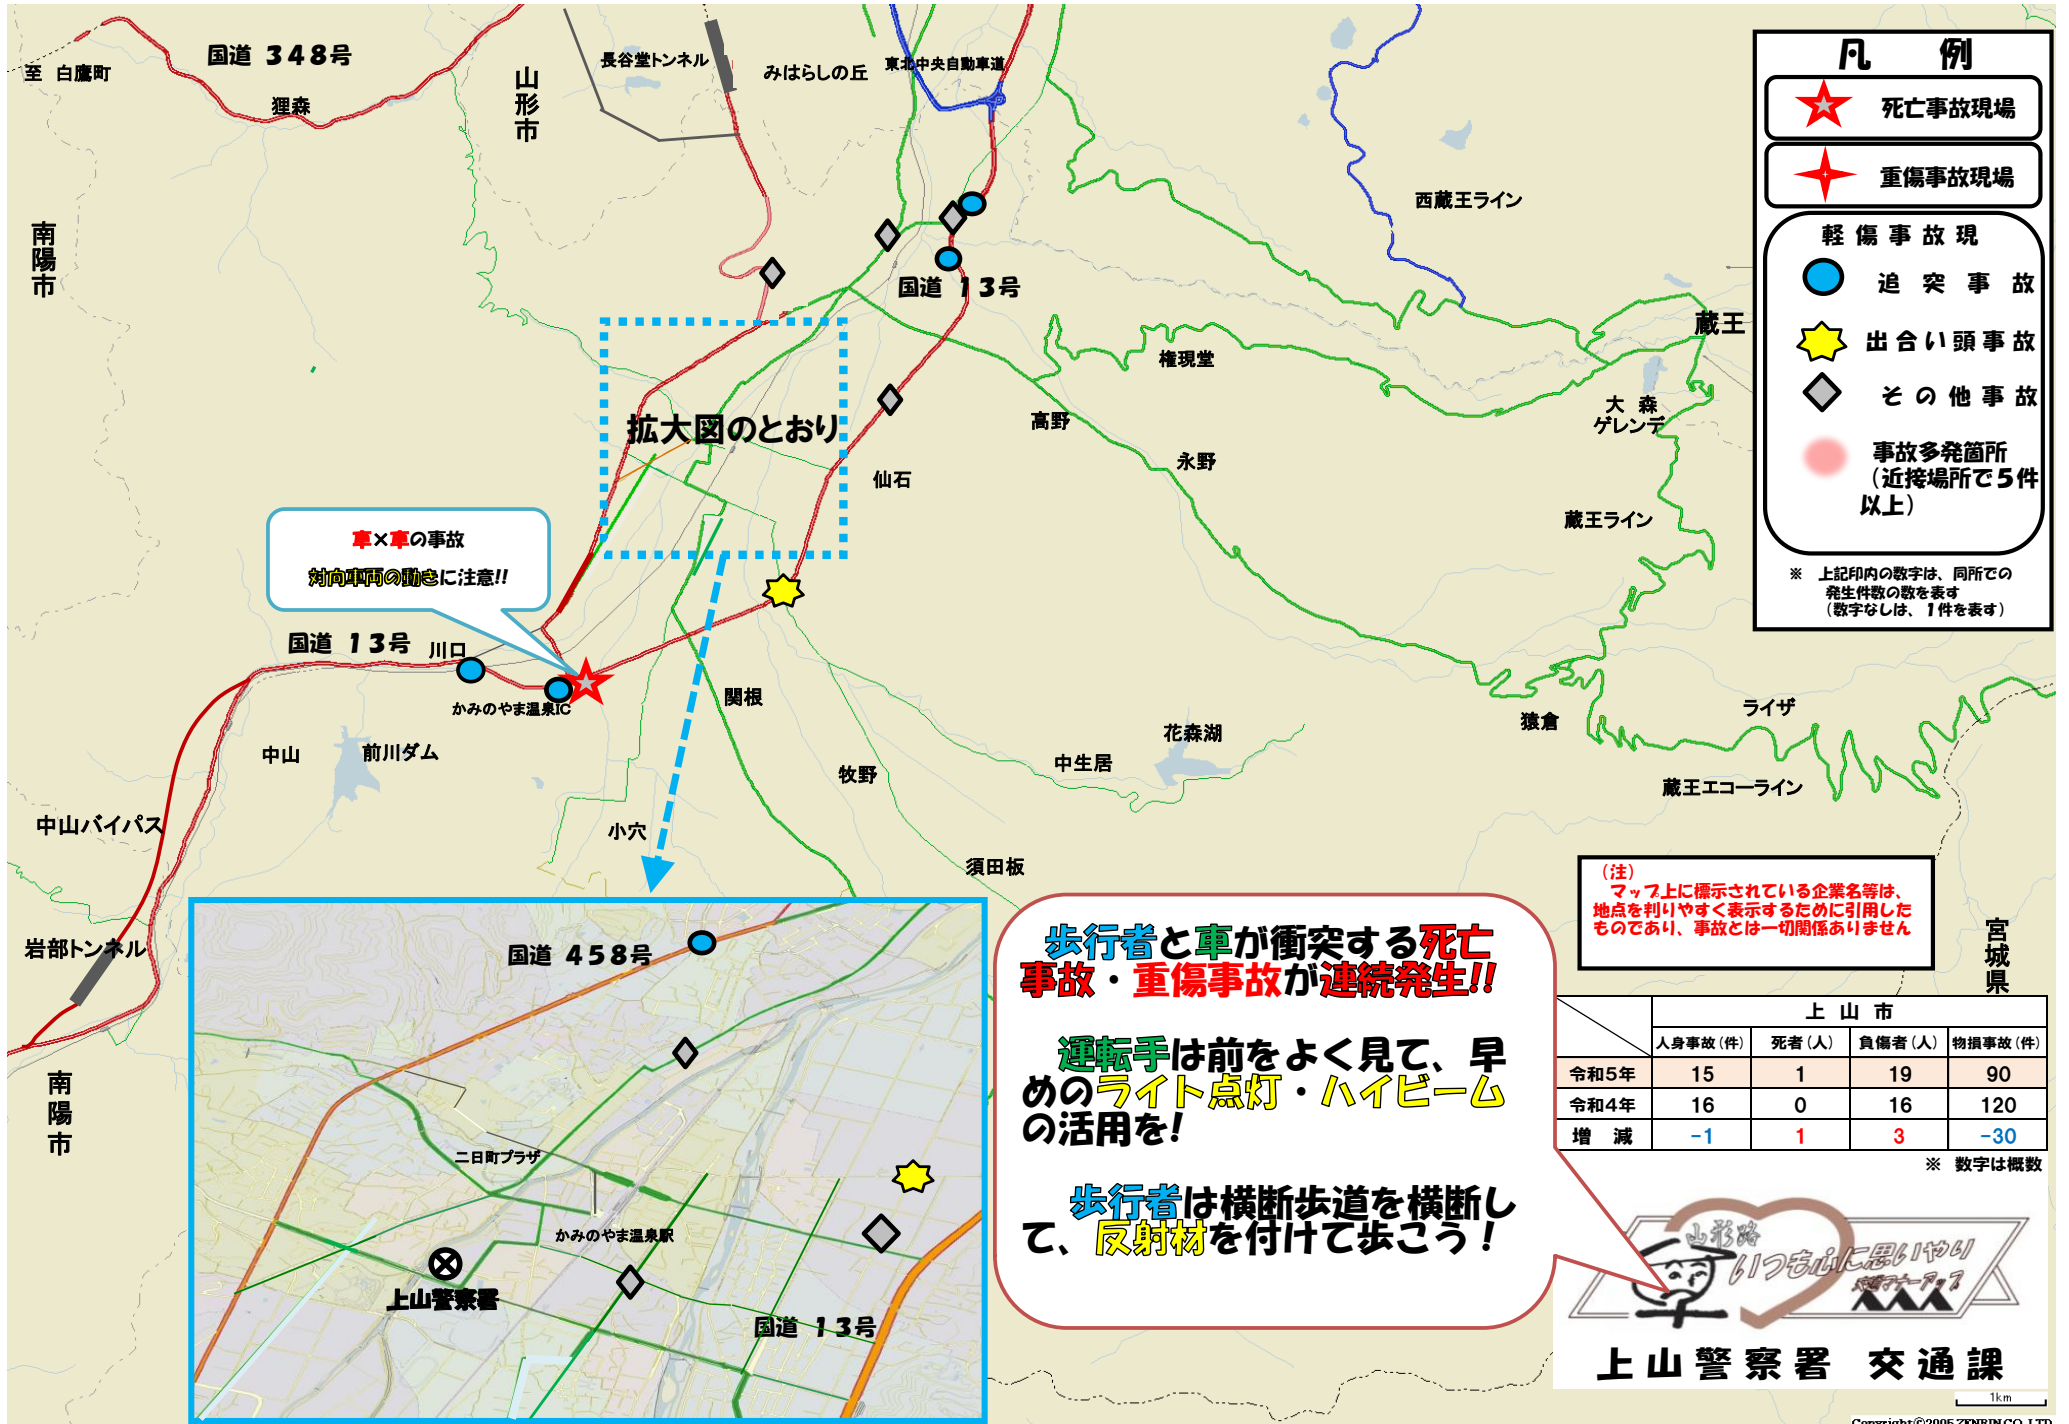 国道 348号
至 白鷹町
狸森
山形市
長谷堂トンネル
みはらしの丘
東北中央自動車道
南陽市
西蔵王ライン
国道 13号
蔵王
権現堂
大 森
ゲレンデ
高野
永野
拡大図のとおり
仙石
蔵王ライン
車×車の事故
対向車両の動きに注意!!
国道 13号
川口
かみのやま温泉IC
関根
猿倉
ライザ
花森湖
中山
前川ダム
中生居
牧野
蔵王エコーライン
中山バイパス
小穴
須田板
岩部トンネル
南陽市
宮城県
凡 例
死亡事故現場
重傷事故現場
軽傷事故現
追突事故
出合い頭事故
その他事故
事故多発箇所
(近接場所で5件
以上)
※ 上記印内の数字は、同所での
発生件数の数を表す
(数字なしは、1件を表す)
国道 458号
二日町プラザ
かみのやま温泉駅
上山警察署
国道 13号
歩行者と車が衝突する死亡
事故・重傷事故が連続発生!!
運転手は前をよく見て、早
めのライト点灯・ハイビーム
の活用を!
歩行者は横断歩道を横断し
て、反射材を付けて歩こう!
(注)
マップ上に標示されている企業名等は、
地点を判りやすく表示するために引用した
ものであり、事故とは一切関係ありません
上 山 市
人身事故(件) 死者(人) 負傷者(人) 物損事故(件)
令和5年 15 1 19 90
令和4年 16 0 16 120
増 減 -1 1 3 -30
※ 数字は概数
山形路
いつも心に思いやり
交通マナーアップ
上山警察署 交通課
1km
Copyright©2005 ZENRIN CO.,LTD